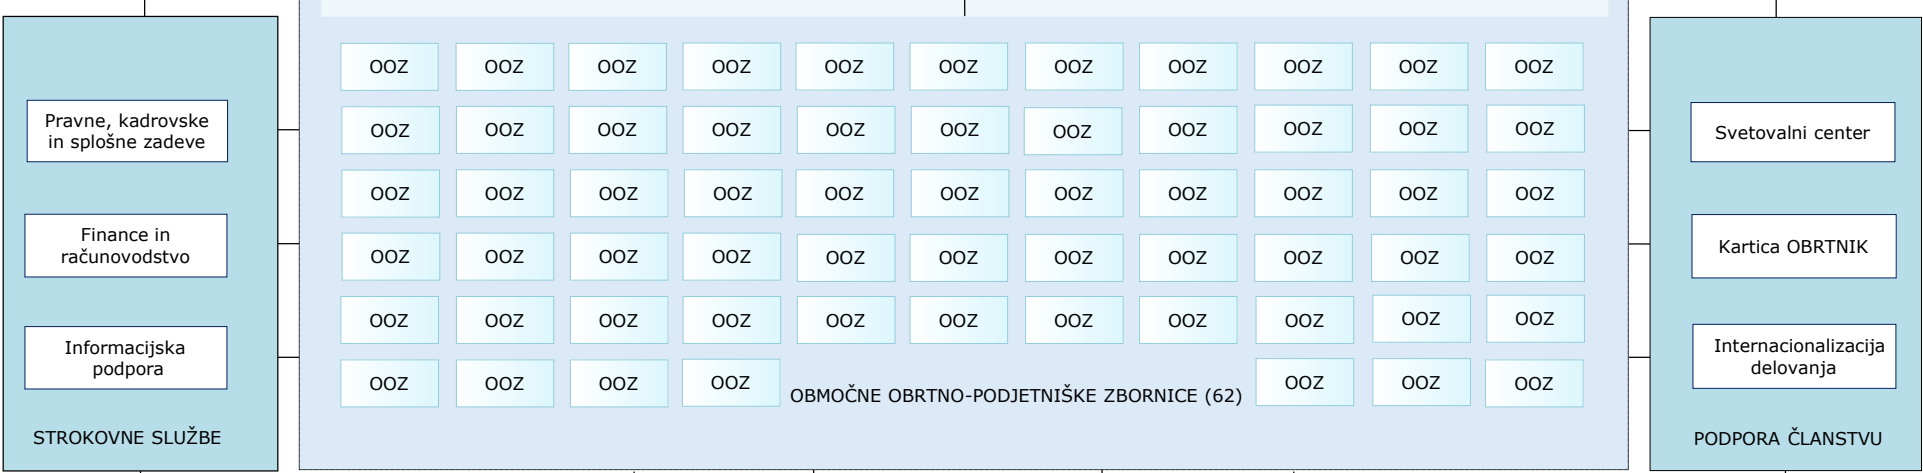 OOZ OOZ OOZ OOZ OOZ OOZ OOZ OOZ OOZ OOZ OOZ
Pravne, kadrovske
in splošne zadeve
OOZ OOZ OOZ OOZ OOZ OOZ OOZ OOZ OOZ OOZ OOZ
Svetovalni center
OOZ OOZ OOZ OOZ OOZ OOZ OOZ OOZ OOZ OOZ OOZ
Finance in
računovodstvo
OOZ OOZ OOZ OOZ OOZ OOZ OOZ OOZ OOZ OOZ OOZ
Kartica OBRTNIK
OOZ OOZ OOZ OOZ OOZ OOZ OOZ OOZ OOZ OOZ OOZ
Informacijska
podpora
Internacionalizacija
delovanja
OOZ OOZ OOZ OOZ OOZ OOZ OOZ
OBMOČNE OBRTNO-PODJETNIŠKE ZBORNICE (62)
STROKOVNE SLUŽBE
PODPORA ČLANSTVU